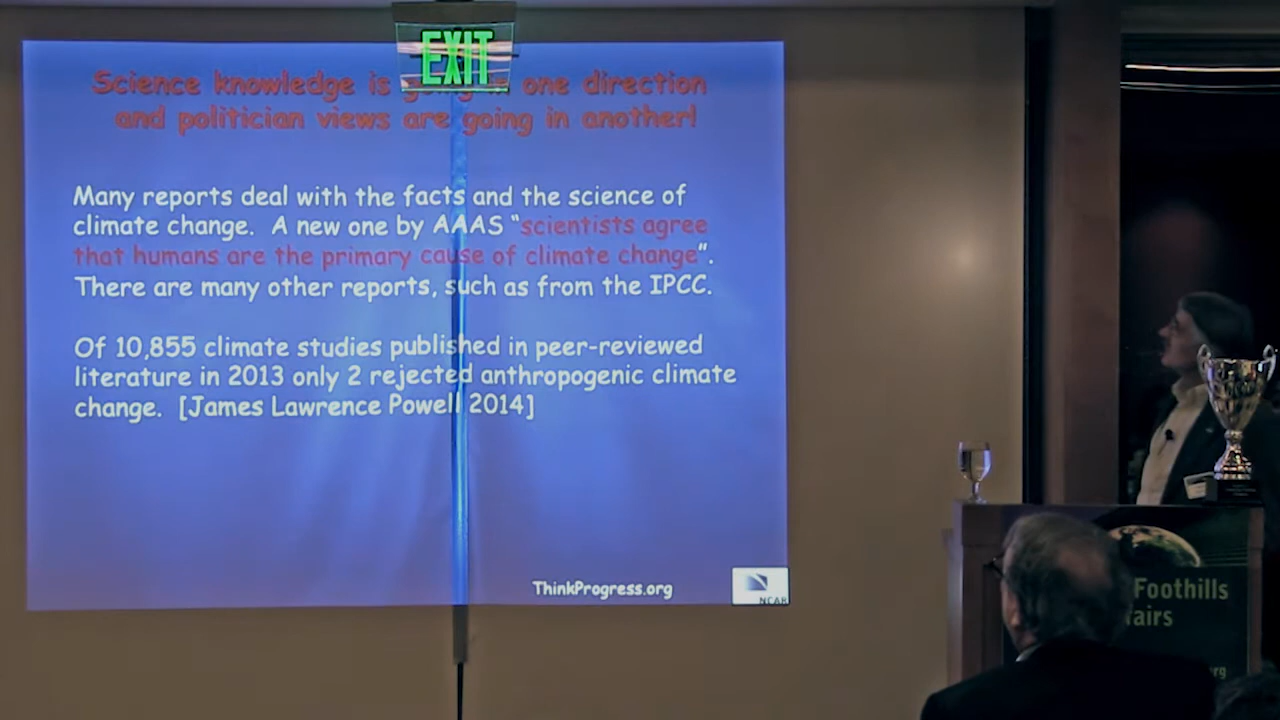 EXIT
Science knowledge is going in one direction
and politician views are going in another!
Many reports deal with the facts and the science of
climate change. A new one by AAAS “scientists agree
that humans are the primary cause of climate change”.
There are many other reports, such as from the IPCC.
Of 10,855 climate studies published in peer-reviewed
literature in 2013 only 2 rejected anthropogenic climate
change. [James Lawrence Powell 2014]
ThinkProgress.org
NCAR
Foothills
fairs
rg